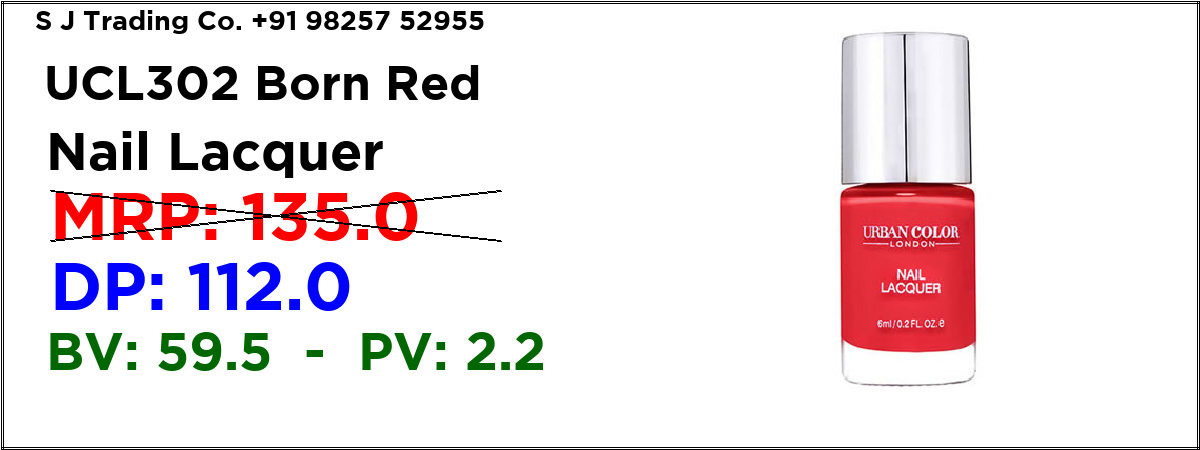 S J Trading Co. +91 98257 52955
UCL302 Born Red
Nail Lacquer
MRP: 135.0
DP: 112.0
BV: 59.5 - PV: 2.2
URBAN COLOR
LONDON
NAIL
LACQUER
6ml/0.2 FL. OZ. e